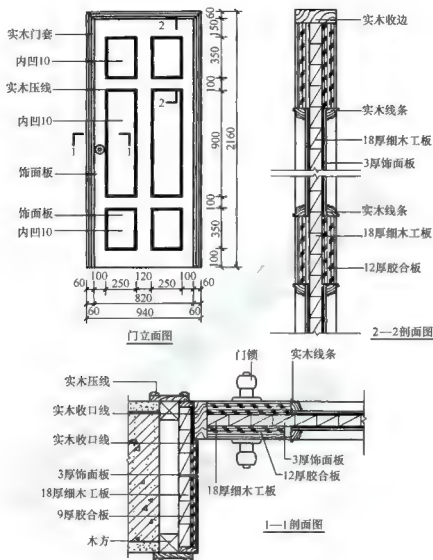 实木门套
内凹10
实木压线
内凹10
饰面板
饰面板
内凹10
1
1
2
2
60
150
350
100
900
2160
100
350
100
100
120
100
60
250
250
60
820
60
60
940
门立面图
实木收边
实木线条
18厚细木工板
3厚饰面板
实木线条
18厚细木工板
12厚胶合板
2—2剖面图
门锁
实木线条
实木压线
实木收口线
实木收口线
3厚饰面板
18厚细木工板
9厚胶合板
木方
3厚饰面板
12厚胶合板
18厚细木工板
1—1剖面图